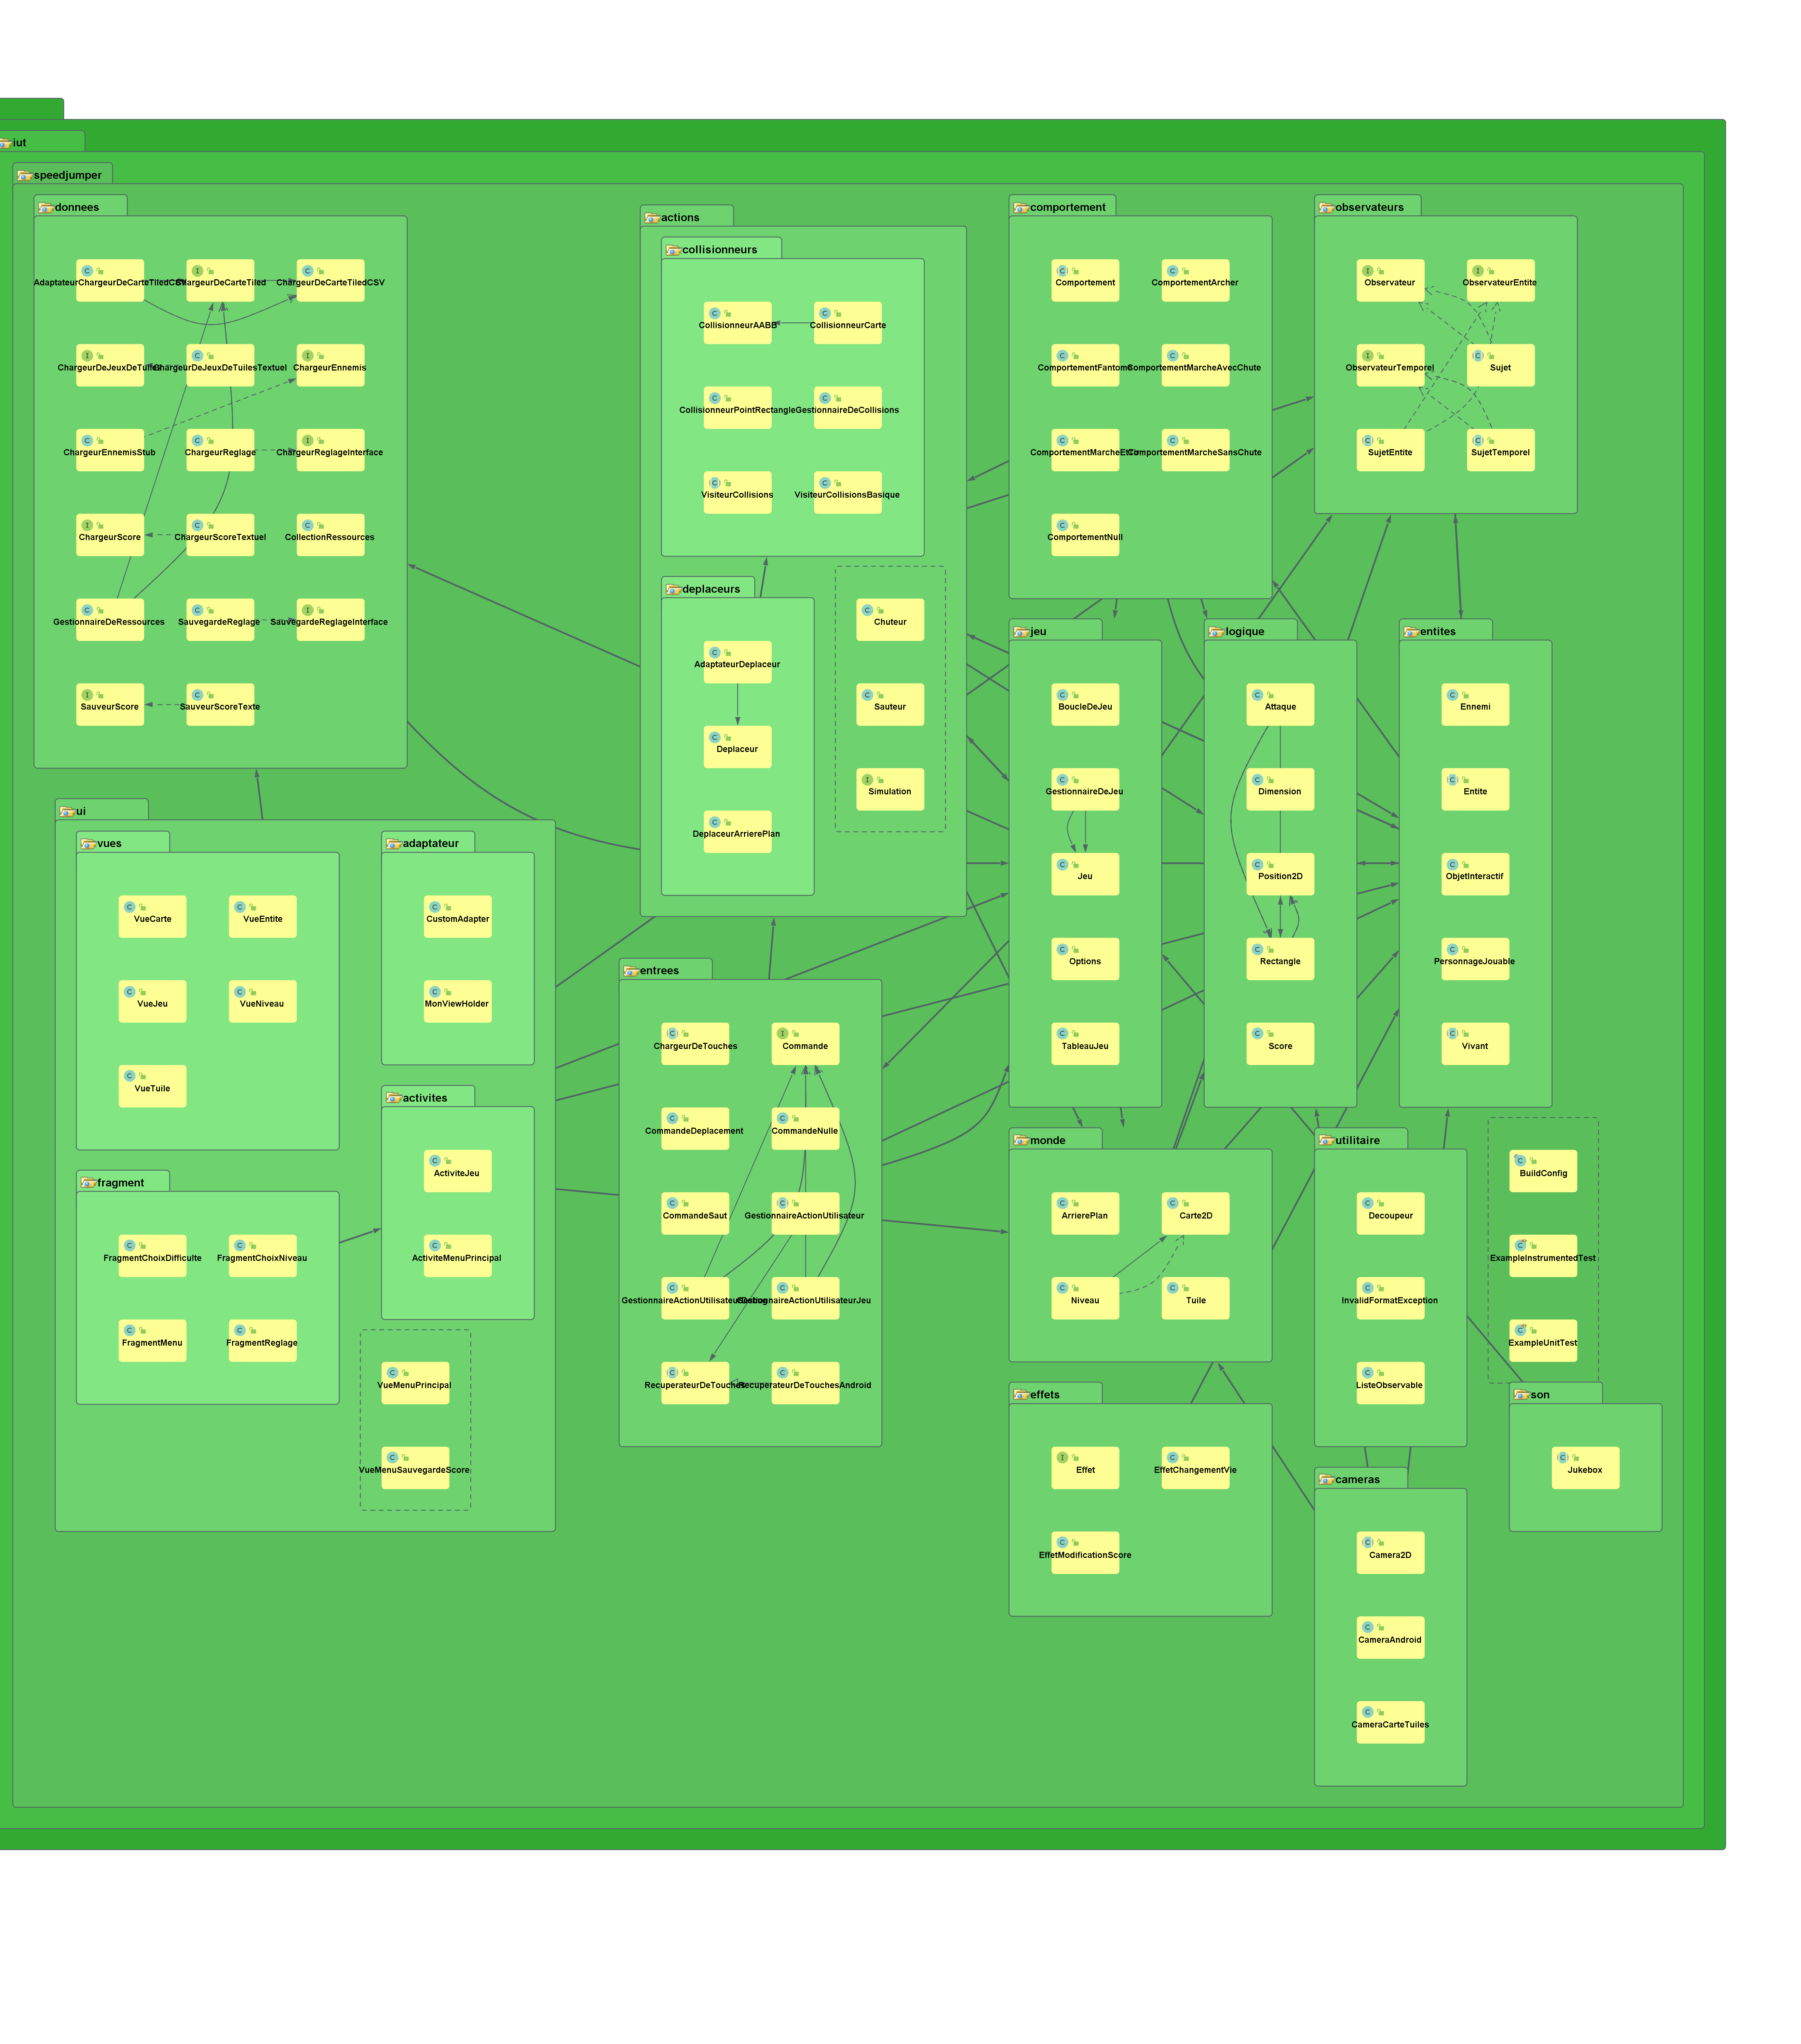 iut
speedjumper
donnees
AdaptateurChargeurDeCarteTiledCSV
ChargeurDeCarteTiled
ChargeurDeCarteTiledCSV
ChargeurDeJeuxDeTuiles
ChargeurDeJeuxDeTuilesTextuel
ChargeurEnnemis
ChargeurEnnemisStub
ChargeurReglage
ChargeurReglageInterface
ChargeurScore
ChargeurScoreTextuel
CollectionRessources
GestionnaireDeRessources
SauvegardeReglage
SauvegardeReglageInterface
SauveurScore
SauveurScoreTexte
actions
collisionneurs
CollisionneurAABB
CollisionneurCarte
CollisionneurPointRectangle
GestionnaireDeCollisions
VisiteurCollisions
VisiteurCollisionsBasique
deplaceurs
AdaptateurDeplaceur
Deplaceur
DeplaceurArrierePlan
Chuteur
Sauteur
Simulation
comportement
Comportement
ComportementArcher
ComportementFantome
ComportementMarcheAvecChute
ComportementMarcheSansChute
ComportementNull
observateurs
Observateur
ObservateurEntite
ObservateurTemporel
Sujet
SujetEntite
SujetTemporel
jeu
BoucleDeJeu
GestionnaireDeJeu
Jeu
Options
TableauJeu
logique
Attaque
Dimension
Position2D
Rectangle
Score
entites
Ennemi
Entite
ObjetInteractif
PersonnageJouable
Vivant
ui
vues
VueCarte
VueEntite
VueJeu
VueNiveau
VueTuile
adaptateur
CustomAdapter
MonViewHolder
activites
ActiviteJeu
ActiviteMenuPrincipal
fragment
FragmentChoixDifficulte
FragmentChoixNiveau
FragmentMenu
FragmentReglage
VueMenuPrincipal
VueMenuSauvegardeScore
entrees
ChargeurDeTouches
Commande
CommandeDeplacement
CommandeNulle
CommandeSaut
GestionnaireActionUtilisateur
GestionnaireActionUtilisateurJeu
RecuperateurDeTouches
RecuperateurDeTouchesAndroid
monde
ArrierePlan
Carte2D
Niveau
Tuile
utilitaire
Decoupeur
InvalidFormatException
ListeObservable
BuildConfig
ExampleInstrumentedTest
ExampleUnitTest
effets
Effet
EffetChangementVie
EffetModificationScore
cameras
Camera2D
CameraAndroid
CameraCarteTuiles
son
Jukebox